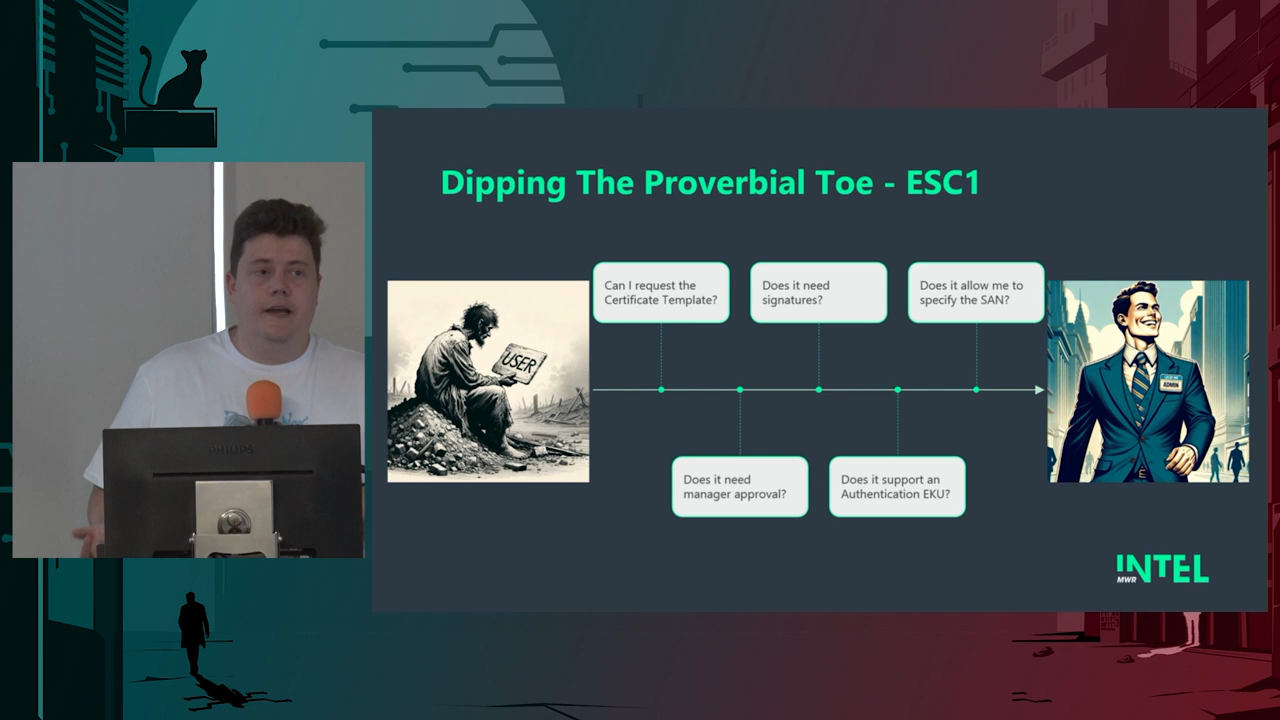 Dipping The Proverbial Toe - ESC1
Can I request the
Certificate Template?
Does it need
signatures?
Does it allow me to
specify the SAN?
USER
ADMIN
Does it need
manager approval?
Does it support an
Authentication EKU?
PHILIPS
INTEL
MWR